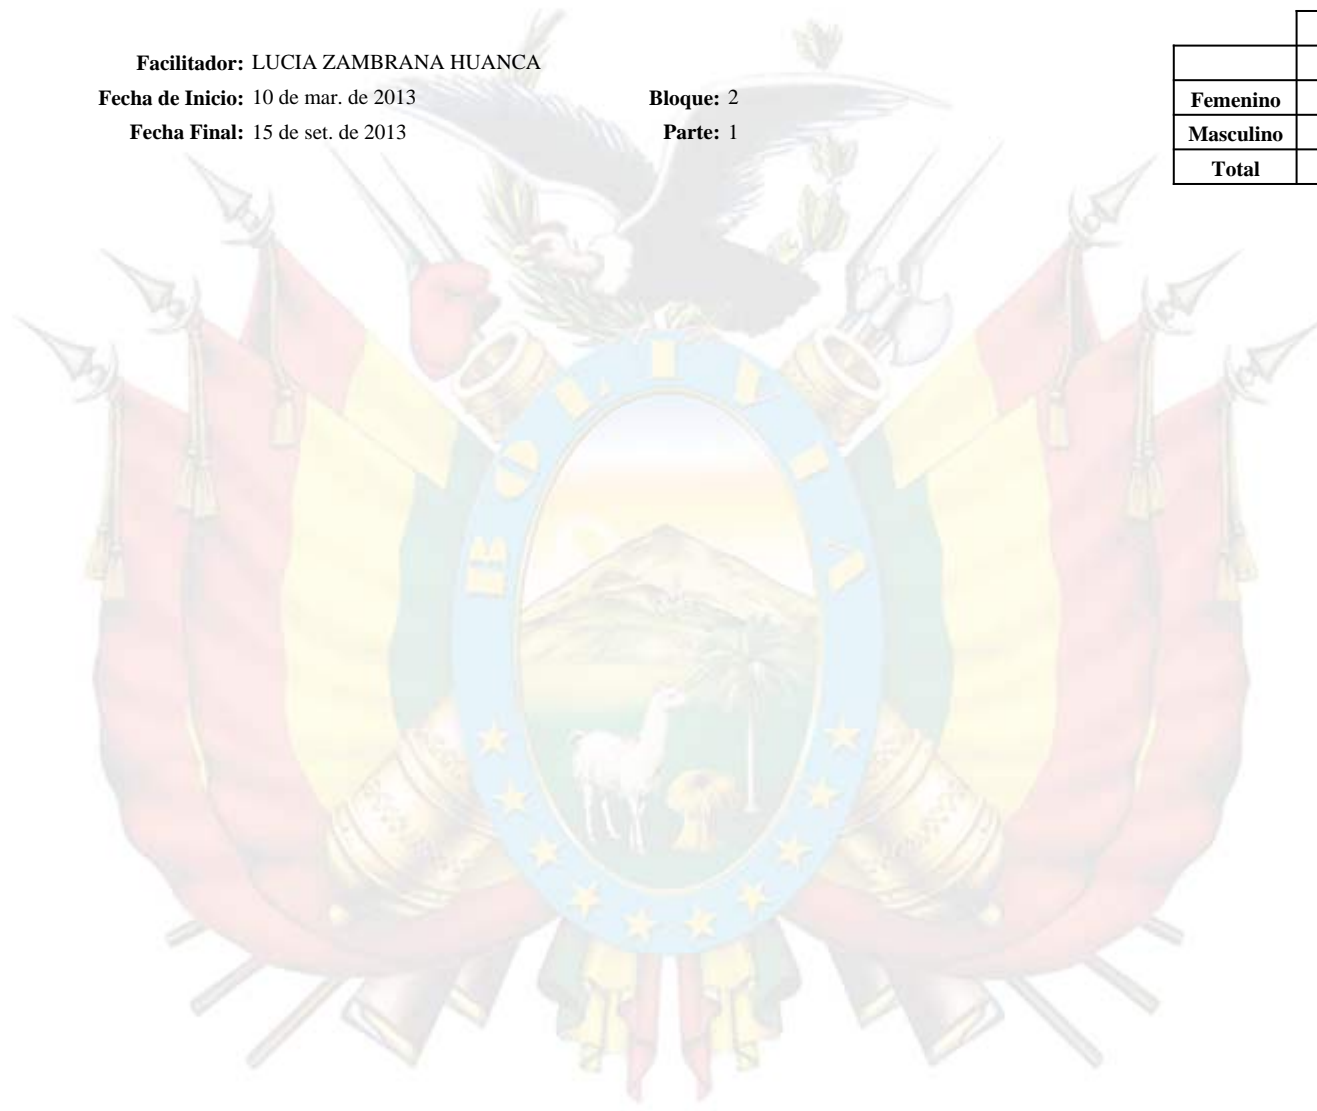 Facilitador: LUCIA ZAMBRANA HUANCA
Fecha de Inicio: 10 de mar. de 2013 Bloque: 2
Fecha Final: 15 de set. de 2013 Parte: 1
Femenino
Masculino
Total
BOLIVIA